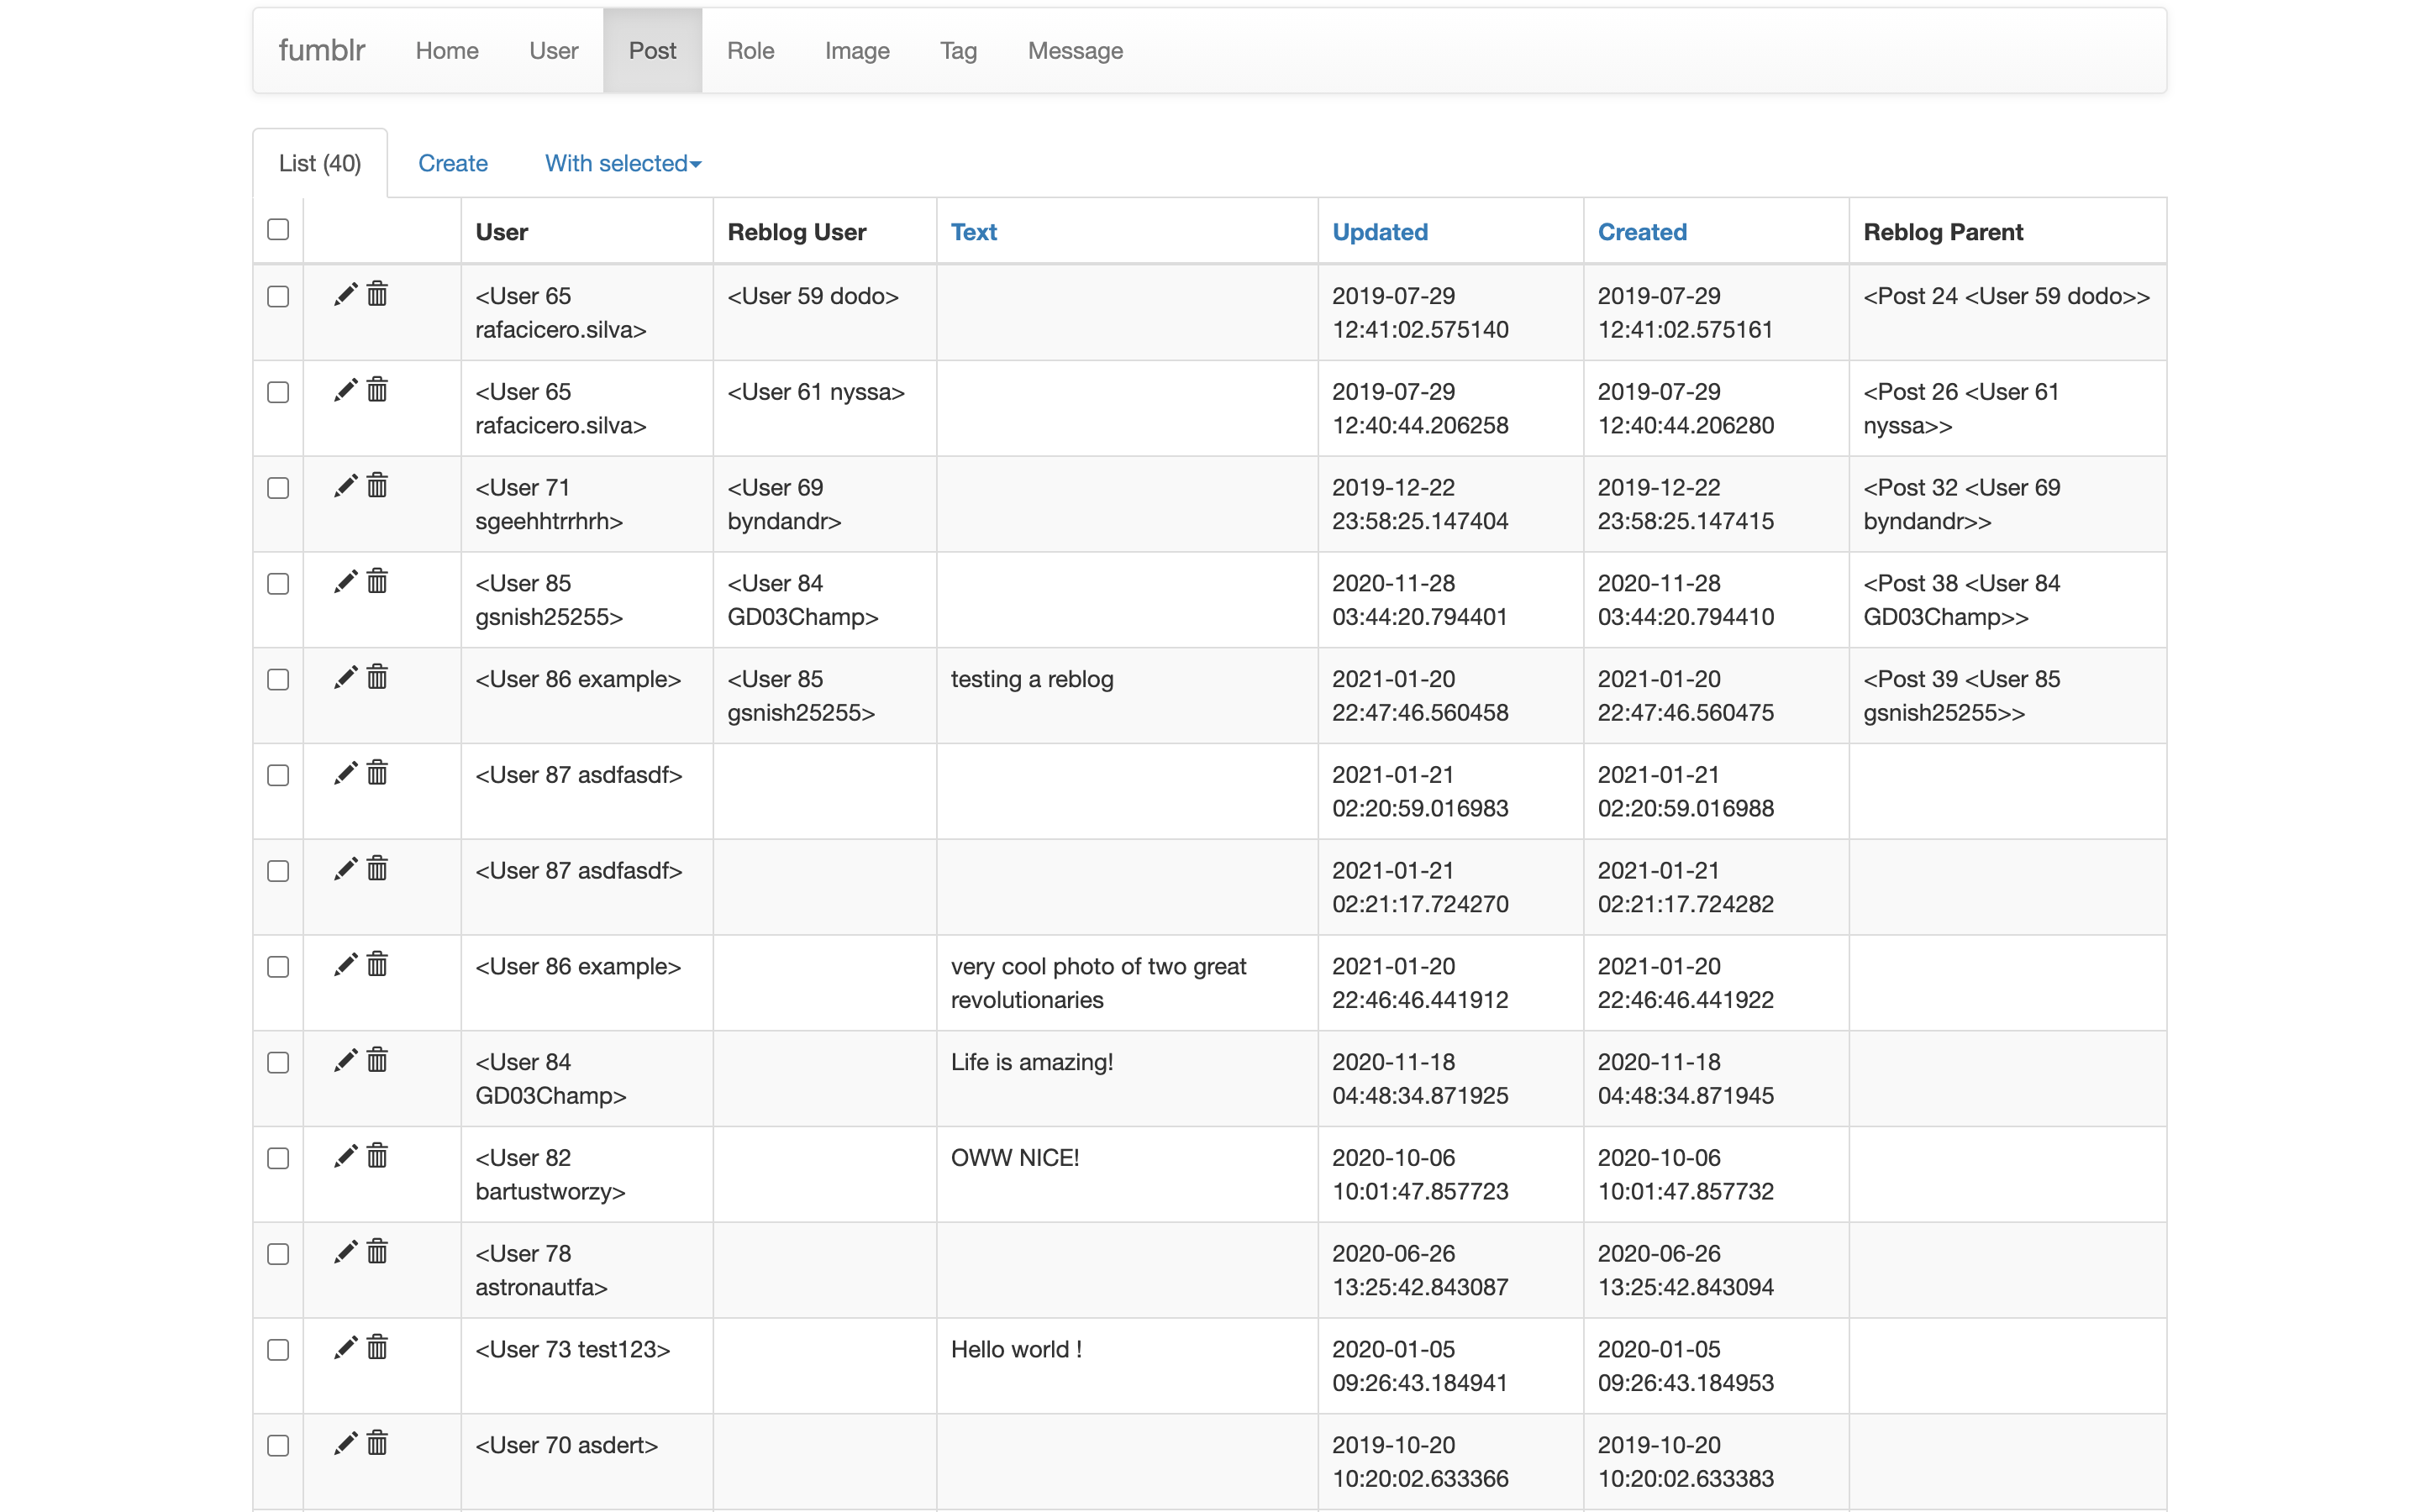 fumblr Home User Post Role Image Tag Message
List (40) Create With selected
User Reblog User Text Updated Created Reblog Parent
<User 65 <User 59 dodo> 2019-07-29 2019-07-29 <Post 24 <User 59 dodo>>
rafacicero.silva> 12:41:02.575140 12:41:02.575161
<User 65 <User 61 nyssa> 2019-07-29 2019-07-29 <Post 26 <User 61
rafacicero.silva> 12:40:44.206258 12:40:44.206280 nyssa>>
<User 71 <User 69 2019-12-22 2019-12-22 <Post 32 <User 69
sgeehhtrrhrh> byndandr> 23:58:25.147404 23:58:25.147415 byndandr>>
<User 85 <User 84 2020-11-28 2020-11-28 <Post 38 <User 84
gsnish25255> GD03Champ> 03:44:20.794401 03:44:20.794410 GD03Champ>>
<User 86 example> <User 85 testing a reblog 2021-01-20 2021-01-20 <Post 39 <User 85
gsnish25255> 22:47:46.560458 22:47:46.560475 gsnish25255>>
<User 87 asdfasdf> 2021-01-21 2021-01-21
02:20:59.016983 02:20:59.016988
<User 87 asdfasdf> 2021-01-21 2021-01-21
02:21:17.724270 02:21:17.724282
<User 86 example> very cool photo of two great 2021-01-20 2021-01-20
revolutionaries 22:46:46.441912 22:46:46.441922
<User 84 Life is amazing! 2020-11-18 2020-11-18
GD03Champ> 04:48:34.871925 04:48:34.871945
<User 82 OWW NICE! 2020-10-06 2020-10-06
bartustworzy> 10:01:47.857723 10:01:47.857732
<User 78 2020-06-26 2020-06-26
astronautfa> 13:25:42.843087 13:25:42.843094
<User 73 test123> Hello world ! 2020-01-05 2020-01-05
09:26:43.184941 09:26:43.184953
<User 70 asdert> 2019-10-20 2019-10-20
10:20:02.633366 10:20:02.633383